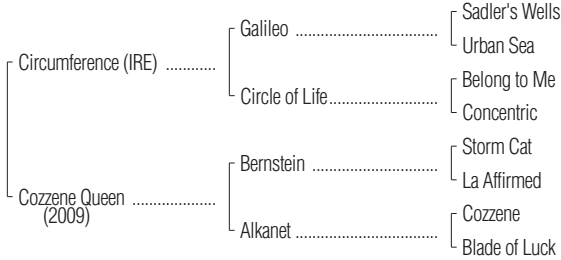 Sadler's Wells
Galileo ............................................
Urban Sea
Circumference (IRE) ............
Belong to Me
Circle of Life.................................
Concentric
Storm Cat
Bernstein ......................................
La Affirmed
Cozzene Queen ....................
(2009)
Cozzene
Alkanet ...........................................
Blade of Luck